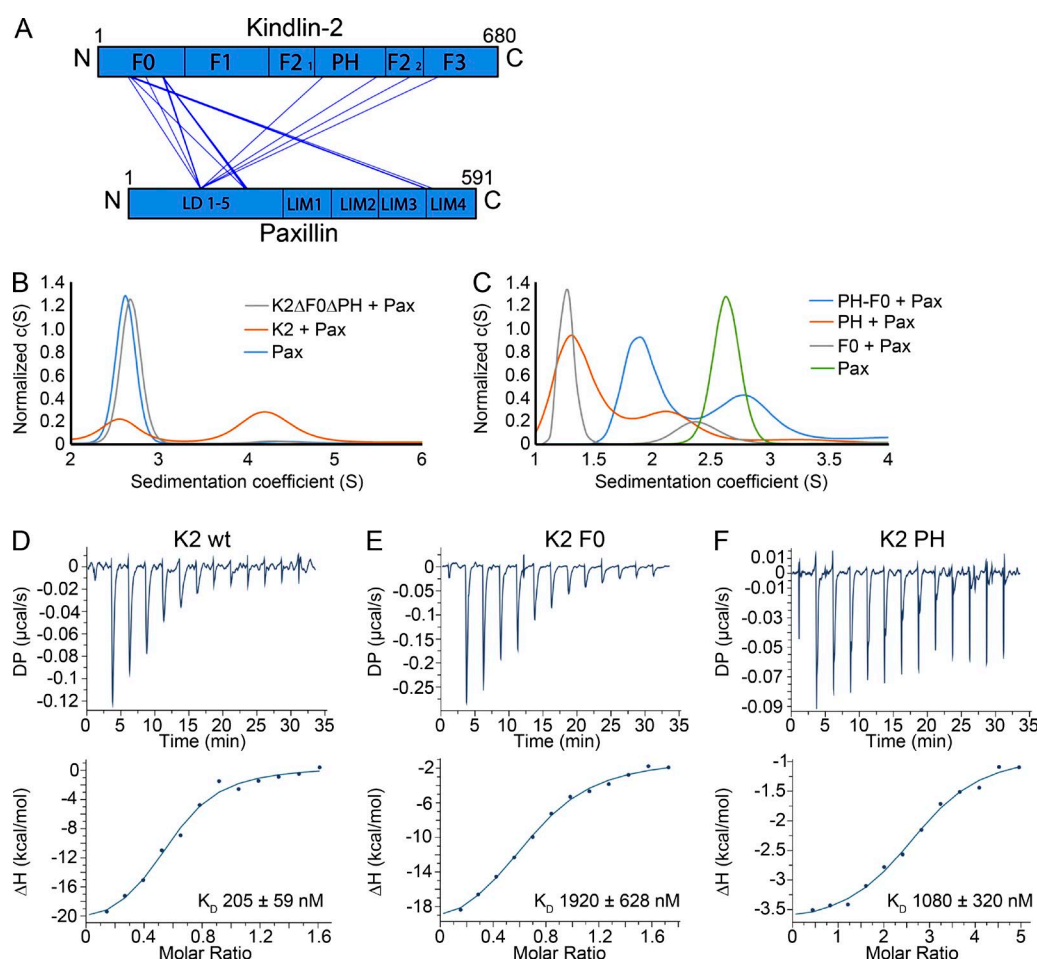 A
Kindlin-2
1
680
N
F0
F1
F2 1
PH
F2 2
F3
C
1
591
N
LD 1-5
LIM1
LIM2
LIM3
LIM4
C
Paxillin
B
Normalized c(S)
1.4
1.2
1.0
0.8
0.6
0.4
0.2
0
2
3
4
5
6
Sedimentation coefficient (S)
K2ΔF0ΔPH + Pax
K2 + Pax
Pax
C
Normalized c(S)
1.4
1.2
1.0
0.8
0.6
0.4
0.2
0
1
1.5
2
2.5
3
3.5
4
Sedimentation coefficient (S)
PH-F0 + Pax
PH + Pax
F0 + Pax
Pax
D
K2 wt
DP (µcal/s)
0
-0.02
-0.04
-0.06
-0.08
-0.10
-0.12
0 5 10 15 20 25 30 35
Time (min)
ΔH (kcal/mol)
0
-4
-8
-12
-16
-20
KD 205 ± 59 nM
0 0.4 0.8 1.2 1.6
Molar Ratio
E
K2 F0
DP (µcal/s)
0
-0.05
-0.1
-0.15
-0.2
-0.25
0 5 10 15 20 25 30 35
Time (min)
ΔH (kcal/mol)
-2
-6
-10
-14
-18
KD 1920 ± 628 nM
0 0.4 0.8 1.2 1.6
Molar Ratio
F
K2 PH
DP (µcal/s)
0.01
0
-0.01
-0.03
-0.05
-0.07
-0.09
0 5 10 15 20 25 30 35
Time (min)
ΔH (kcal/mol)
-1
-1.5
-2
-2.5
-3
-3.5
KD 1080 ± 320 nM
0 1 2 3 4 5
Molar Ratio